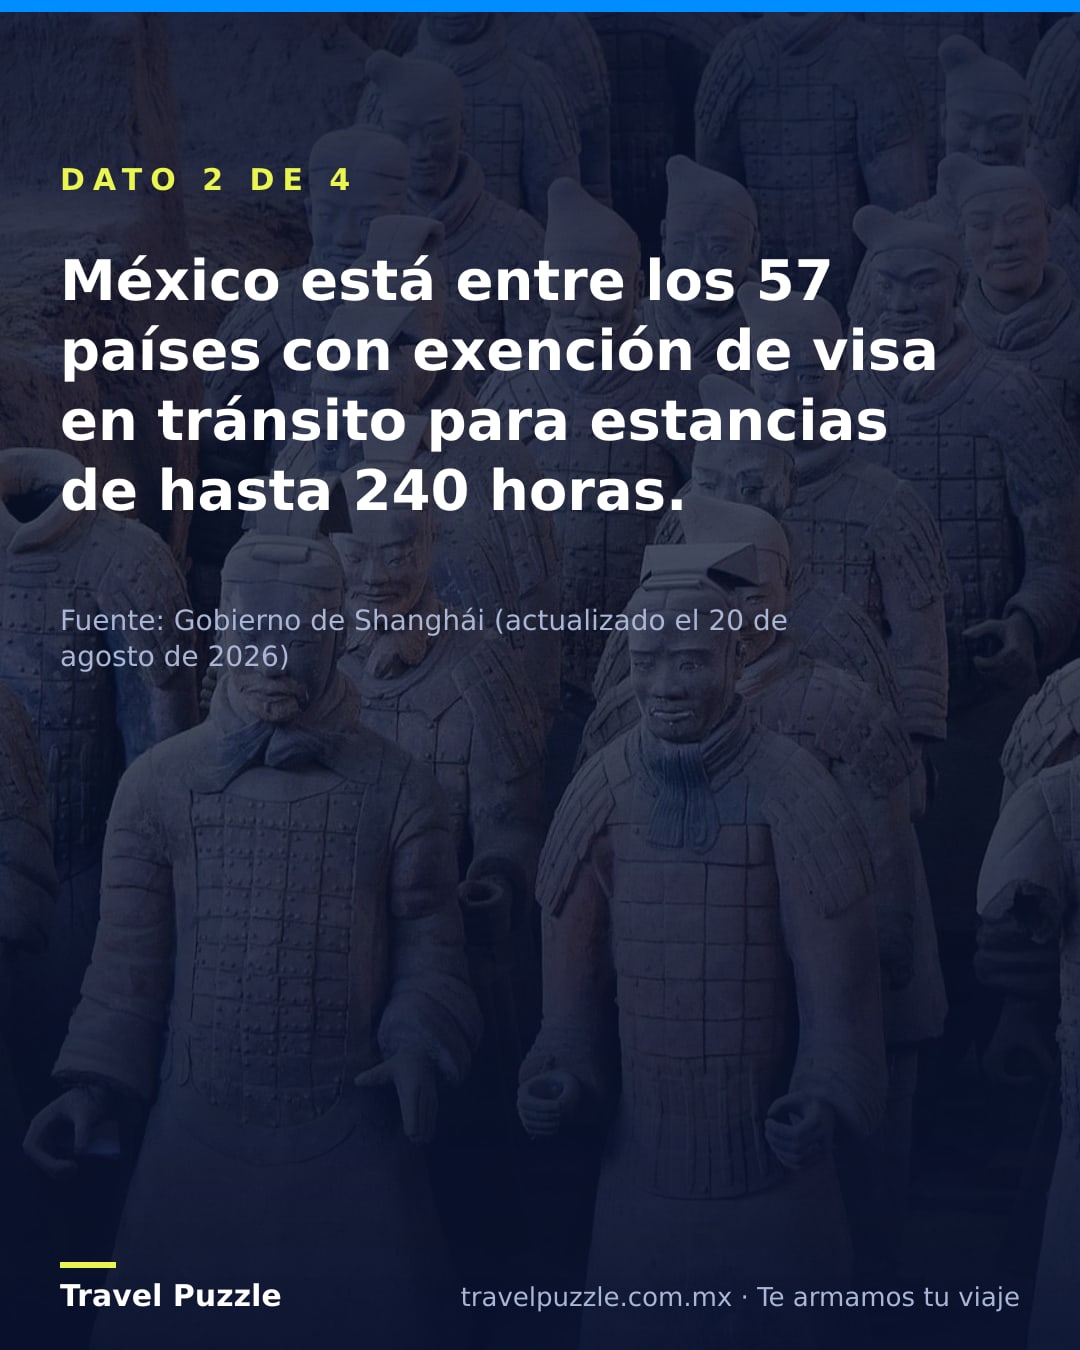 DATO 2 DE 4
México está entre los 57
países con exención de visa
en tránsito para estancias
de hasta 240 horas.
Fuente: Gobierno de Shanghái (actualizado el 20 de
agosto de 2026)
Travel Puzzle
travelpuzzle.com.mx · Te armamos tu viaje